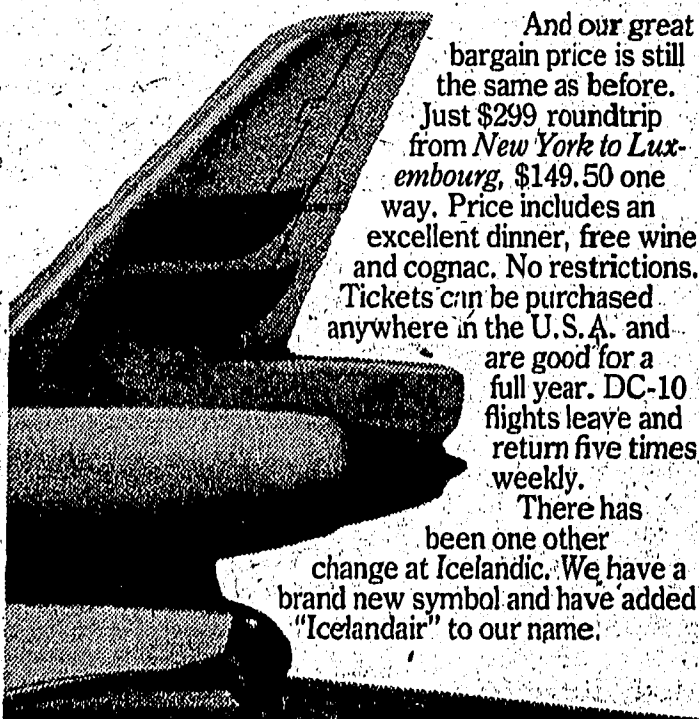 And our great
bargain price is still
the same as before.
Just $299 roundtrip
from New York to Lux-
embourg, $149.50 one
way. Price includes an
excellent dinner, free wine
and cognac. No restrictions.
Tickets can be purchased
anywhere in the U.S.A. and
are good for a
full year. DC-10
flights leave and
return five times
weekly.
There has
been one other
change at Icelandic. We have a
brand new symbol and have added
"Icelandair" to our name.